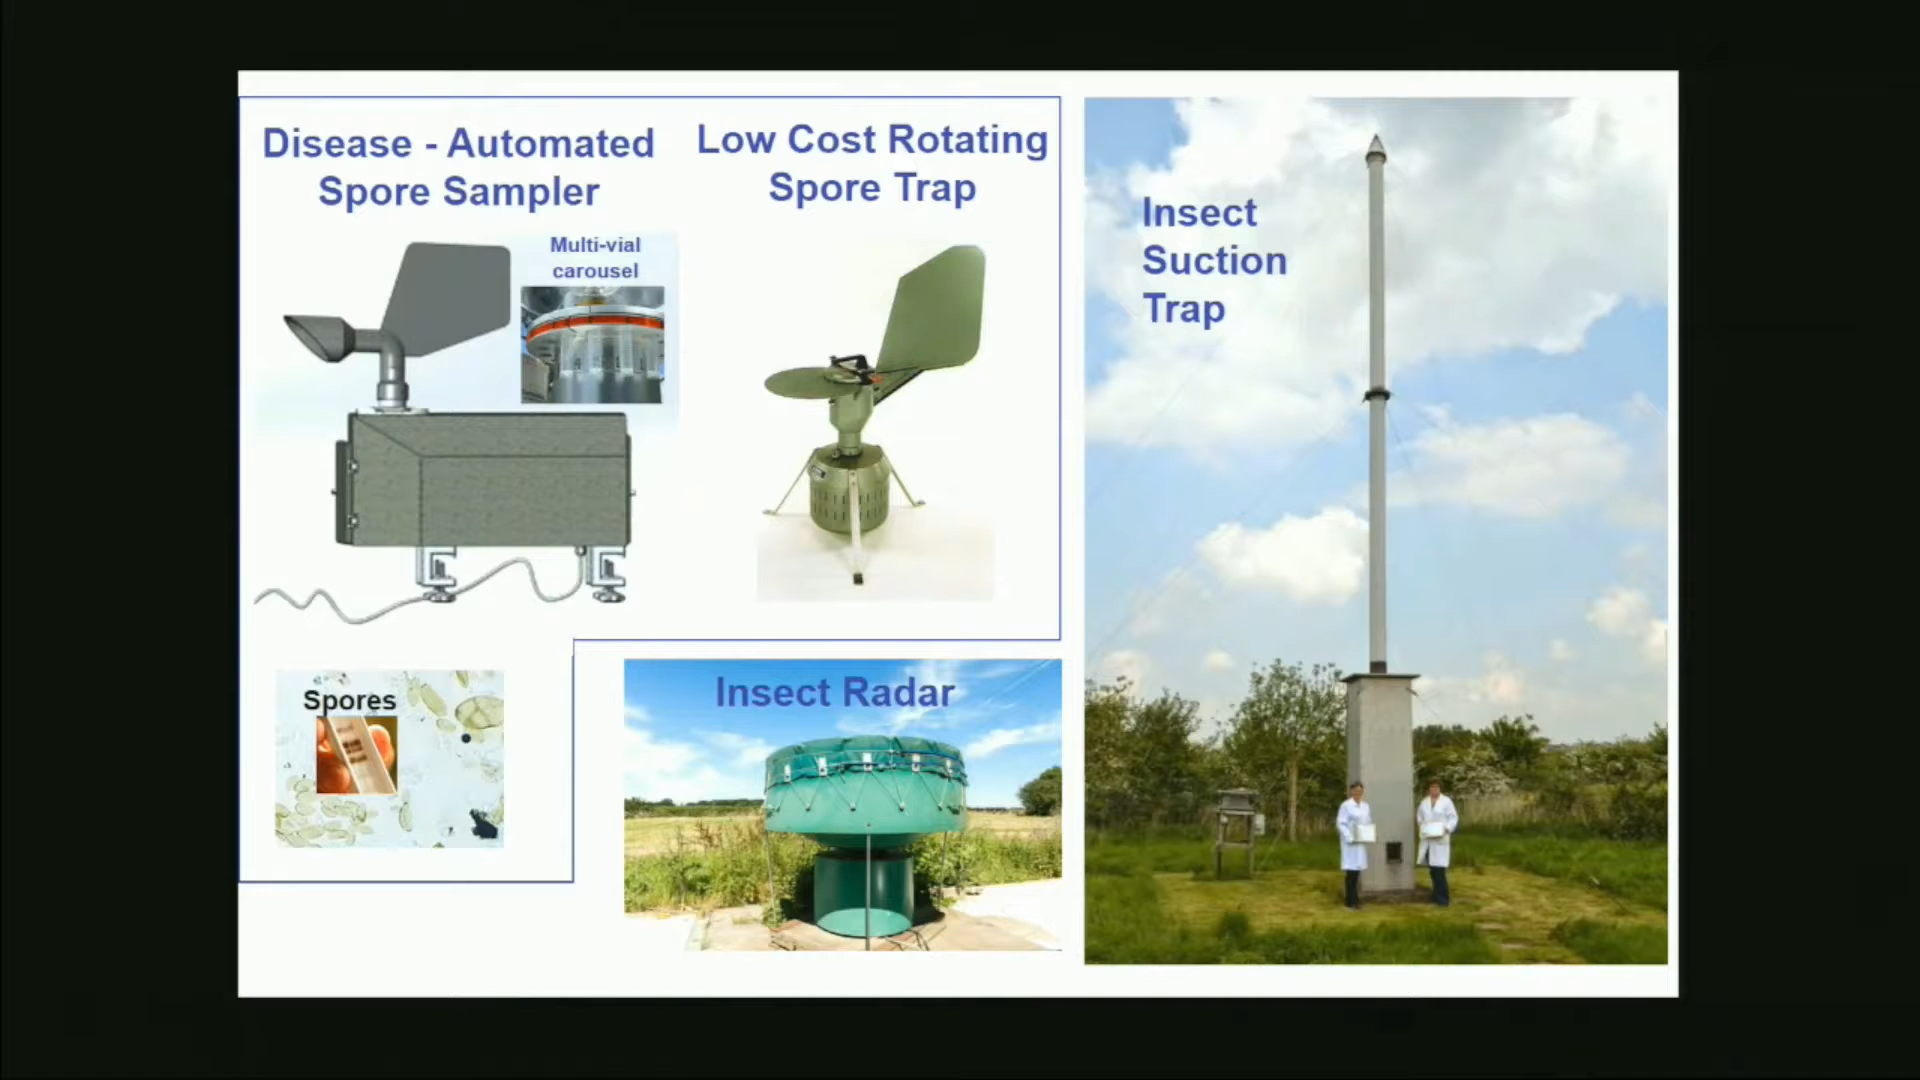 Disease - Automated
Spore Sampler
Low Cost Rotating
Spore Trap
Multi-vial
carousel
Insect
Suction
Trap
Spores
Insect Radar